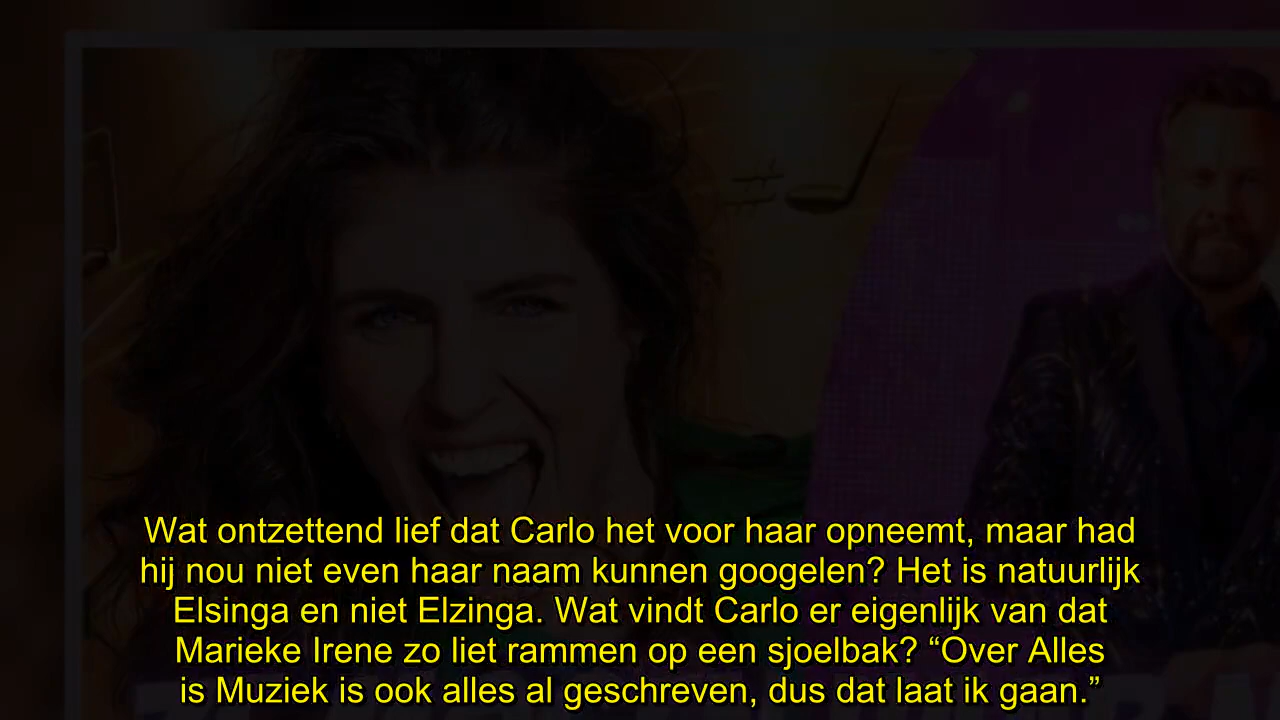 Wat ontzettend lief dat Carlo het voor haar opneemt, maar had
hij nou niet even haar naam kunnen googelen? Het is natuurlijk
Elsinga en niet Elzinga. Wat vindt Carlo er eigenlijk van dat
Marieke Irene zo liet rammen op een sjoelbak? “Over Alles
is Muziek is ook alles al geschreven, dus dat laat ik gaan.”